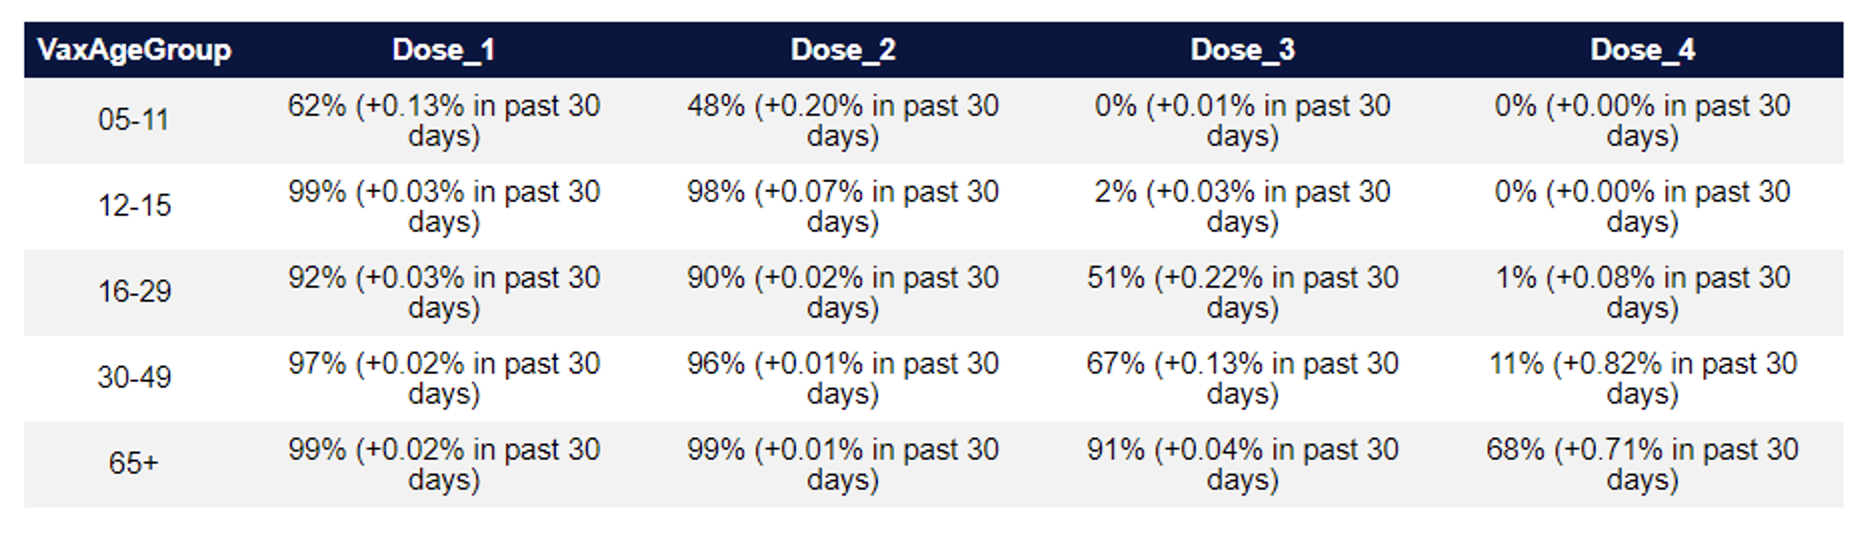 VaxAgeGroup Dose_1 Dose_2 Dose_3 Dose_4
05-11 62% (+0.13% in past 30 days) 48% (+0.20% in past 30 days) 0% (+0.01% in past 30 days) 0% (+0.00% in past 30 days)
12-15 99% (+0.03% in past 30 days) 98% (+0.07% in past 30 days) 2% (+0.03% in past 30 days) 0% (+0.00% in past 30 days)
16-29 92% (+0.03% in past 30 days) 90% (+0.02% in past 30 days) 51% (+0.22% in past 30 days) 1% (+0.08% in past 30 days)
30-49 97% (+0.02% in past 30 days) 96% (+0.01% in past 30 days) 67% (+0.13% in past 30 days) 11% (+0.82% in past 30 days)
65+ 99% (+0.02% in past 30 days) 99% (+0.01% in past 30 days) 91% (+0.04% in past 30 days) 68% (+0.71% in past 30 days)